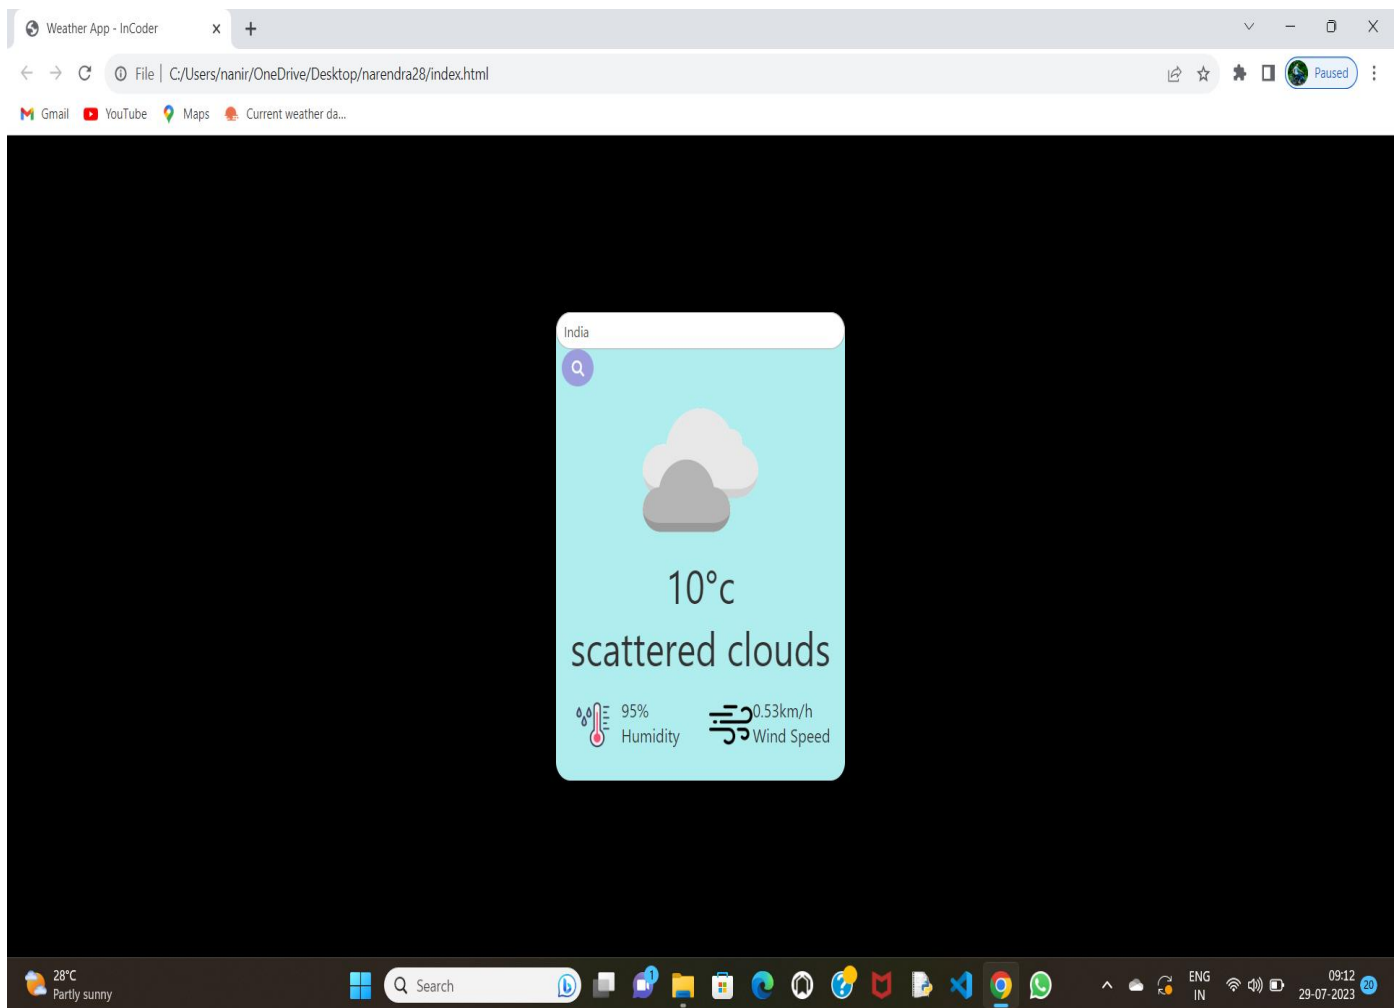 Weather App - InCoder
File C:/Users/nanir/OneDrive/Desktop/narendra28/index.html
Paused
Gmail YouTube Maps Current weather da...
India
10°c
scattered clouds
95% 0.53km/h
Humidity Wind Speed
28°C
Partly sunny
Search
1
ENG
IN
09:12
29-07-2023
20